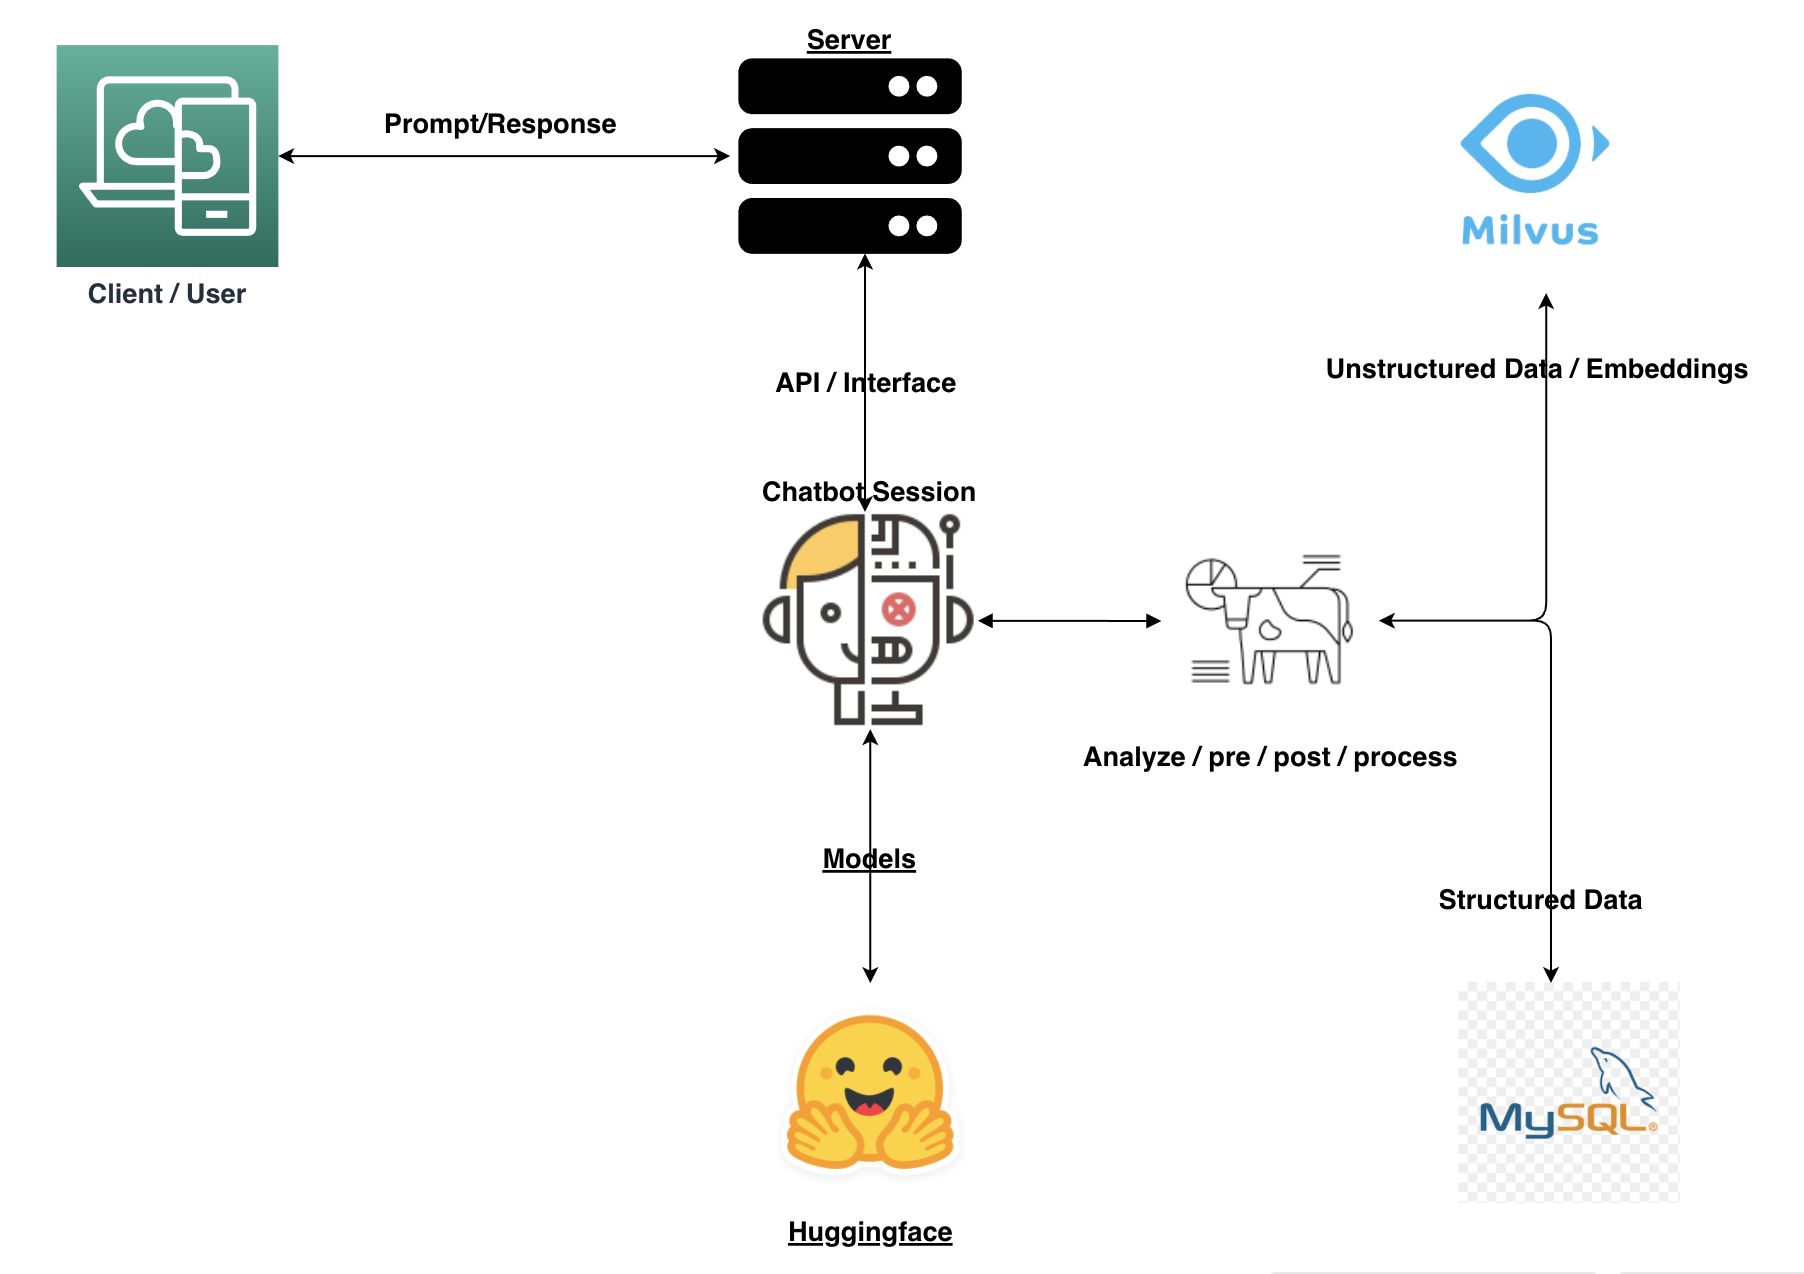 Server
Prompt/Response
Client / User
Milvus
API / Interface
Unstructured Data / Embeddings
Chatbot Session
Analyze / pre / post / process
Models
Structured Data
MySQL®
Huggingface